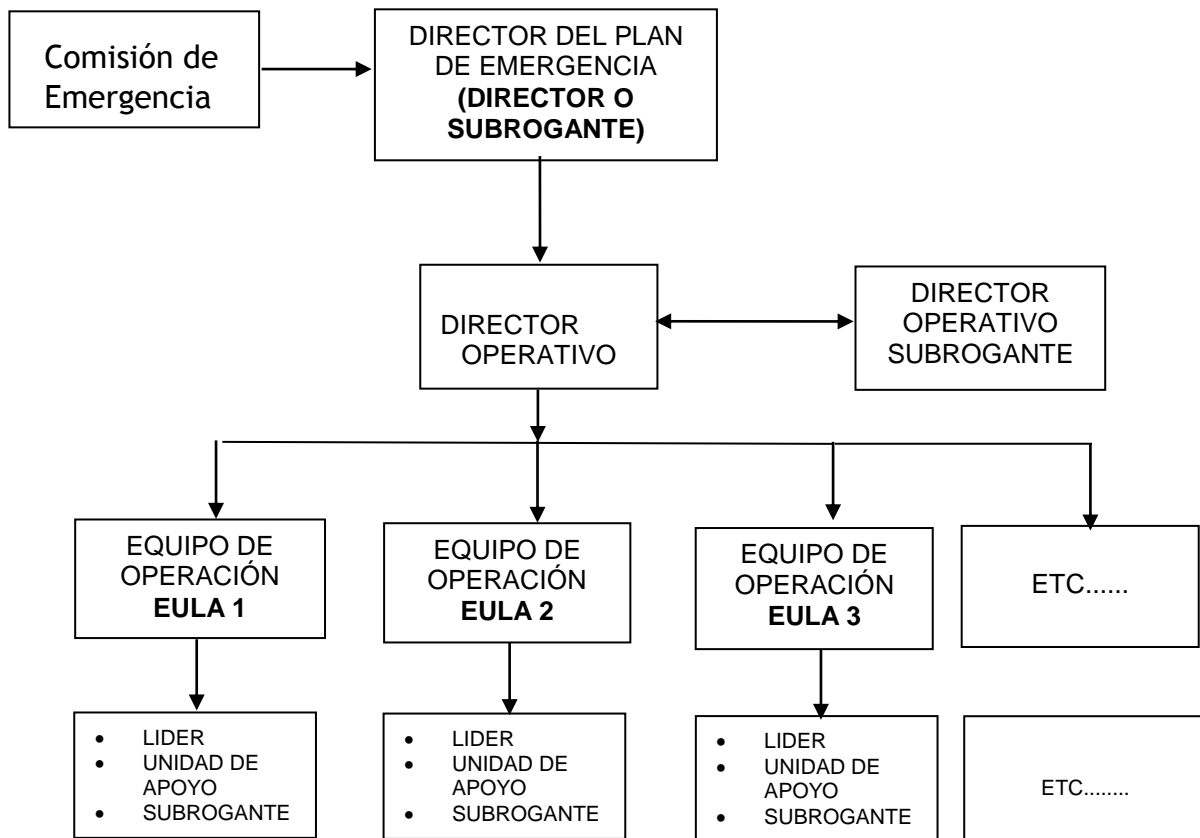 Comisión de
Emergencia
DIRECTOR DEL PLAN
DE EMERGENCIA
(DIRECTOR O
SUBROGANTE)
DIRECTOR
OPERATIVO
DIRECTOR
OPERATIVO
SUBROGANTE
EQUIPO DE
OPERACIÓN
EULA 1
EQUIPO DE
OPERACIÓN
EULA 2
EQUIPO DE
OPERACIÓN
EULA 3
ETC......
• LIDER
• UNIDAD DE
APOYO
• SUBROGANTE
• LIDER
• UNIDAD DE
APOYO
• SUBROGANTE
• LIDER
• UNIDAD DE
APOYO
• SUBROGANTE
ETC........